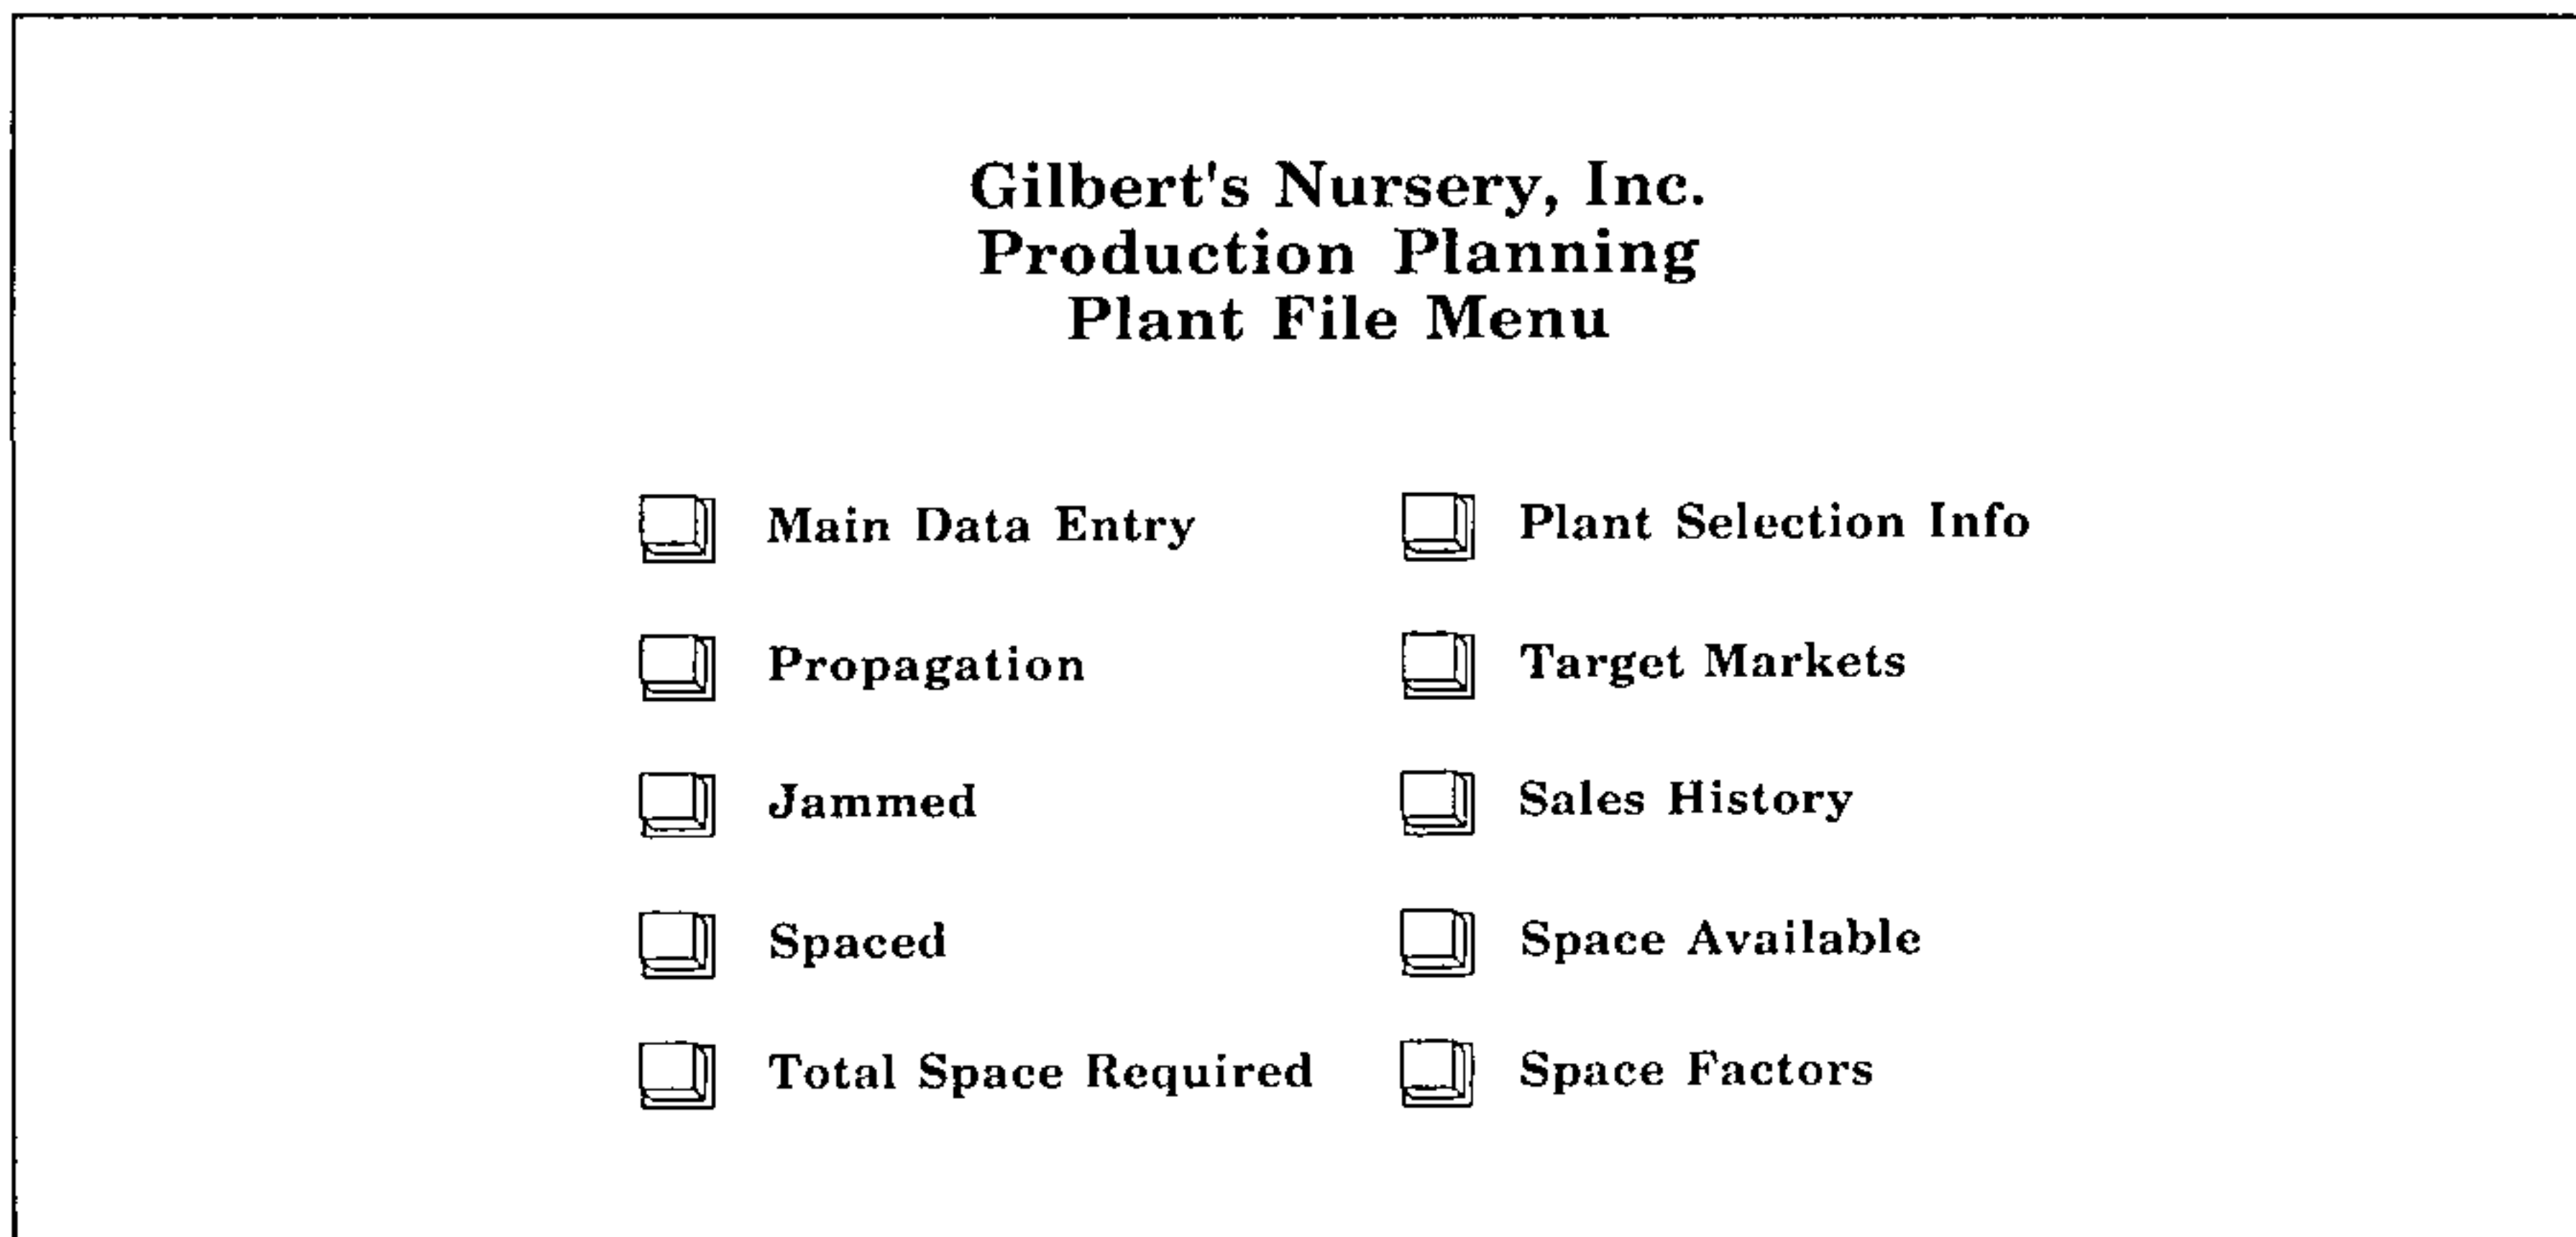 Gilbert's Nursery, Inc.
Production Planning
Plant File Menu
Main Data Entry
Propagation
Jammed
Spaced
Total Space Required
Plant Selection Info
Target Markets
Sales History
Space Available
Space Factors